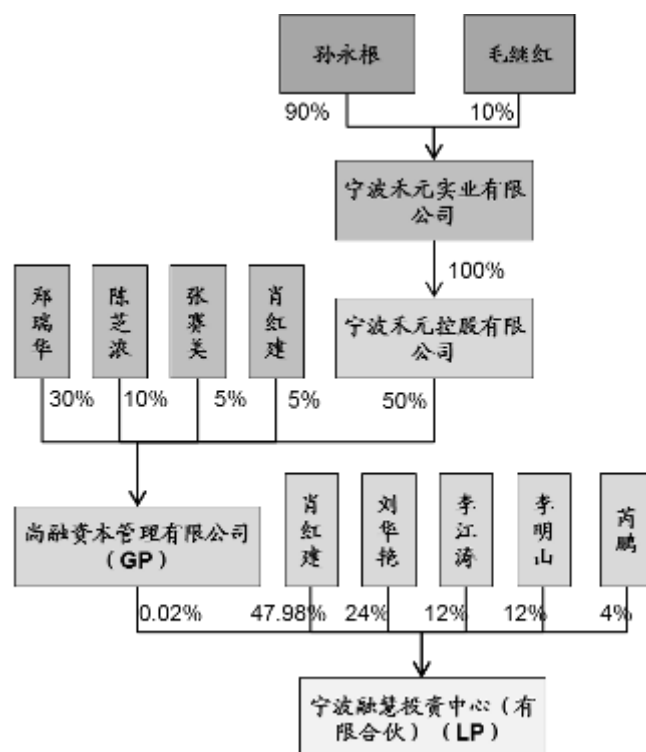 孙永根
毛继红
90%
10%
宁波禾元实业有限
公司
100%
郑瑞华
陈芝浓
张赛美
肖红建
宁波禾元控股有限
公司
30%
10%
5%
5%
50%
尚融资本管理有限公司
（GP）
肖红建
刘华艳
李江涛
李明山
芮鹏
0.02%
47.98%
24%
12%
12%
4%
宁波融慧投资中心（有
限合伙）（LP）